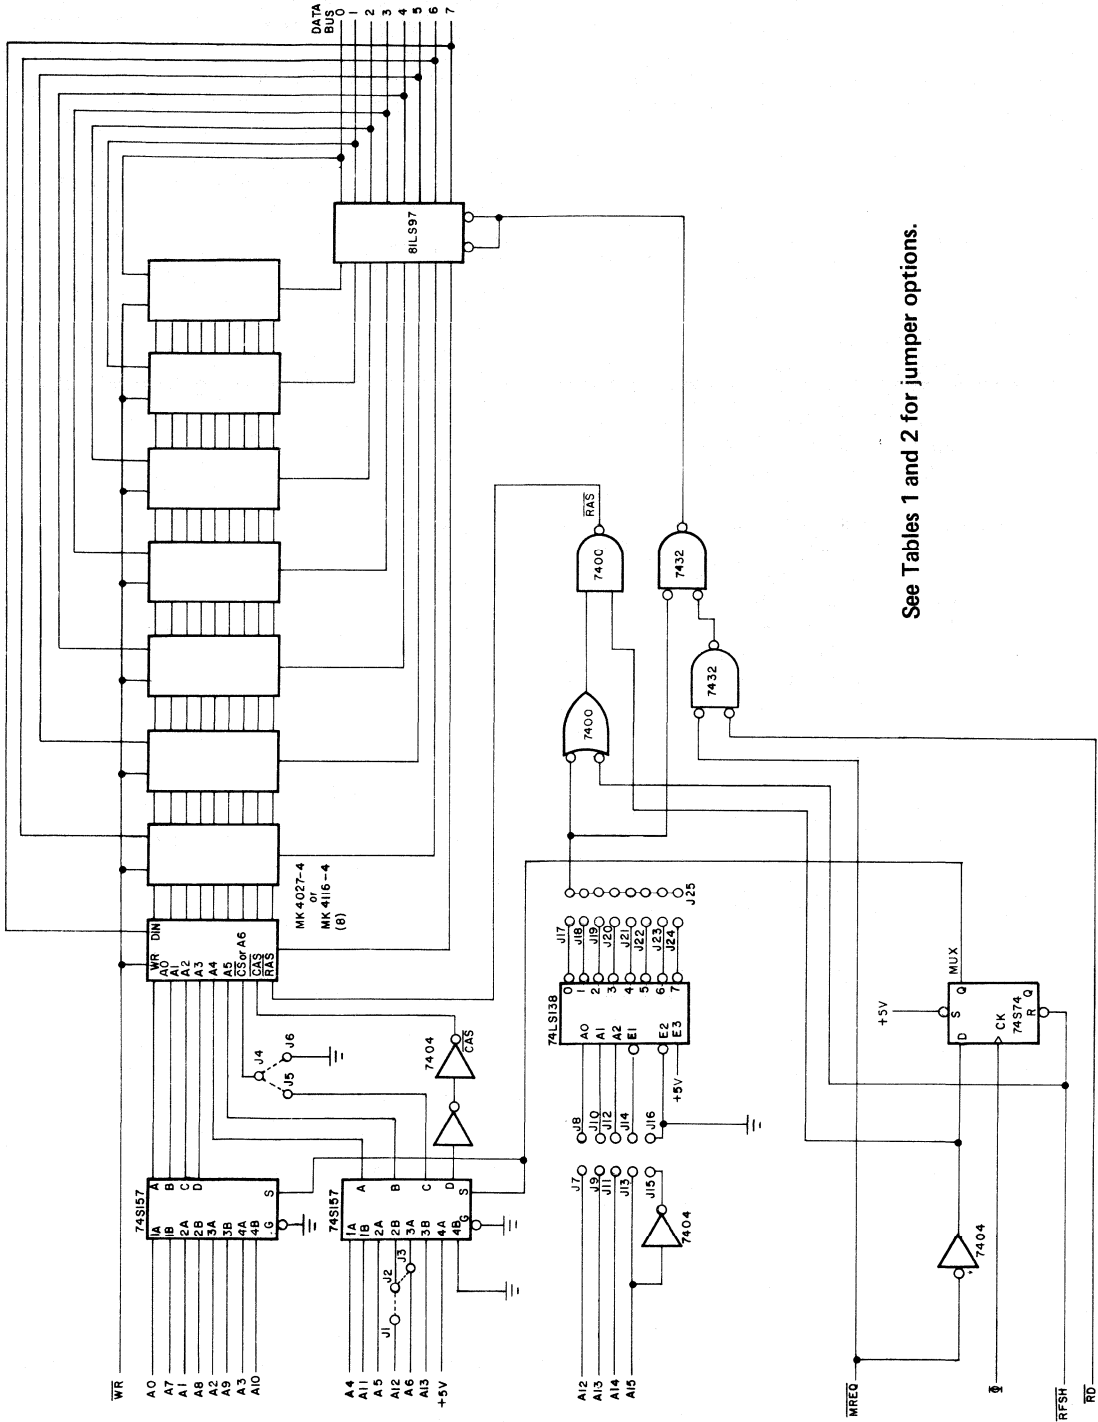 DATA
BUS
0
1
2
3
4
5
6
7
81LS97
MK4027-4
or
MK4116-4
(8)
DIN
WR
A0
A1
A2
A3
A4
A5
CS or A6
CAS
RAS
J4
J5
J6
7404
CAS
74S157
1A
1B
2A
2B
3A
3B
4A
4B
A
B
C
D
S
G
74S157
1A
1B
2A
2B
3A
3B
4A
4B
A
B
C
D
S
G
J1
J2
J3
WR
A0
A7
A1
A8
A2
A9
A3
A10
A4
A11
A5
A12
A6
A13
+5V
RAS
7400
7400
7432
7432
J25
J17
J18
J19
J20
J21
J22
J23
J24
74LS138
0
1
2
3
4
5
6
7
A0
A1
A2
E1
E2
E3
+5V
J8
J10
J12
J14
J16
J7
J9
J11
J13
J15
7404
A12
A13
A14
A15
MUX
+5V
S
Q
D
CK
74S74
R
Q
7404
MREQ
Φ
RFSH
RD
See Tables 1 and 2 for jumper options.